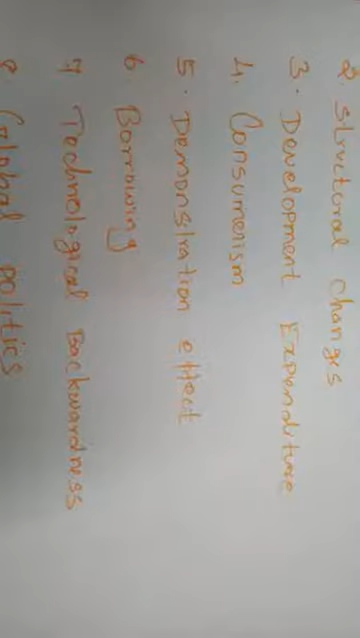 2. Structural changes
3. Development Expenditure
4. Consumerism
5. Demonstration effect
6. Borrowing
7 Technological Backwardness
8 Global politics